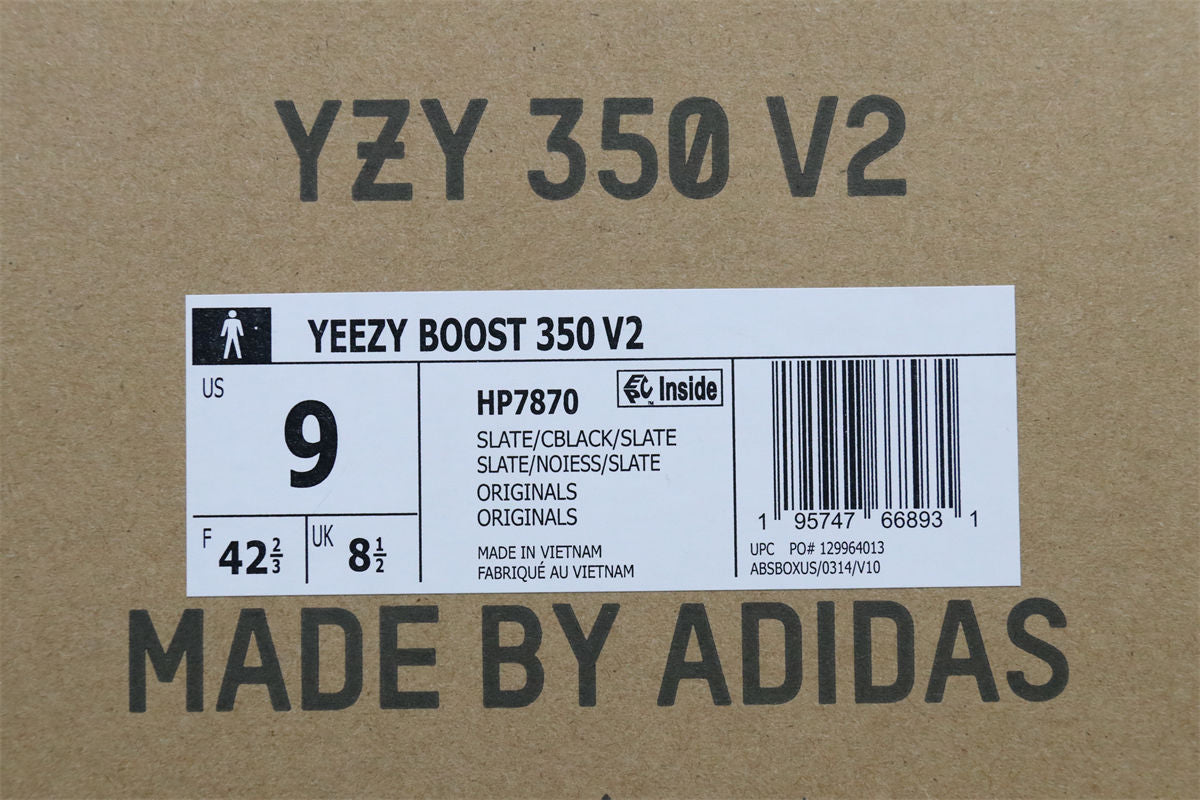 YZY 350 V2
YEEZY BOOST 350 V2
US
9
F
42 2/3
UK
8 1/2
HP7870
EPC Inside
™
SLATE/CBLACK/SLATE
SLATE/NOIESS/SLATE
ORIGINALS
ORIGINALS
MADE IN VIETNAM
FABRIQUÉ AU VIETNAM
1 95747 66893 1
UPC PO# 129964013
ABSBOXUS/0314/V10
MADE BY ADIDAS